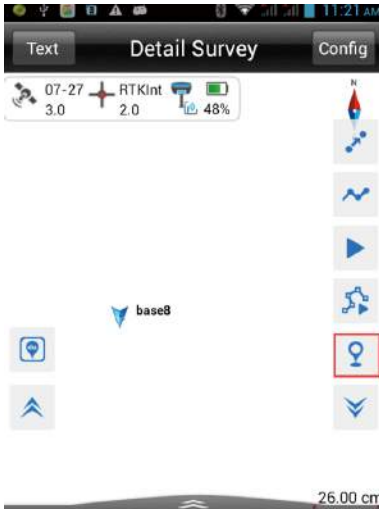 11:21 AM
Text
Detail Survey
Config
07-27
RTKInt
3.0
2.0
48%
N
base8
26.00 cm